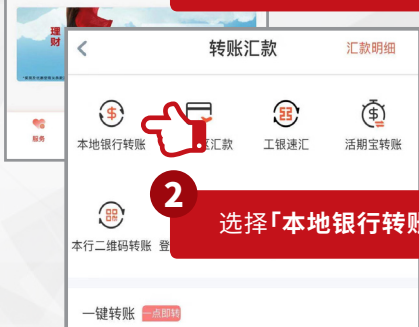 理
财
服务
转账汇款
汇款明细
本地银行转账
汇款
工银速汇
活期宝转账
2
选择「本地银行转账
本行二维码转账 登
一键转账 一点即转